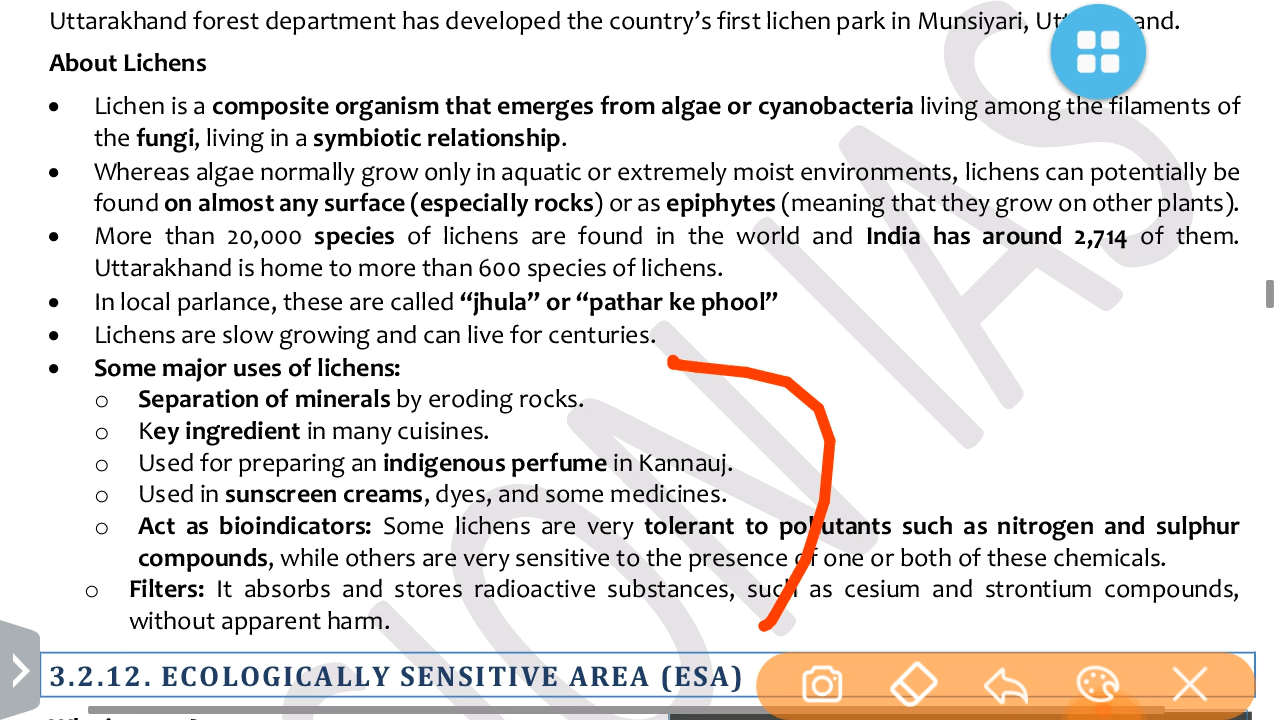 Uttarakhand forest department has developed the country's first lichen park in Munsiyari,
About Lichens
• Lichen is a composite organism that emerges from algae or cyanobacteria living among the filaments of
the fungi, living in a symbiotic relationship.
• Whereas algae normally grow only in aquatic or extremely moist environments, lichens can potentially be
found on almost any surface (especially rocks) or as epiphytes (meaning that they grow on other plants).
• More than 20,000 species of lichens are found in the world and India has around 2,714 of them.
Uttarakhand is home to more than 600 species of lichens.
• In local parlance, these are called “jhula” or “pathar ke phool”
• Lichens are slow growing and can live for centuries.
• Some major uses of lichens:
o Separation of minerals by eroding rocks.
o Key ingredient in many cuisines.
o Used for preparing an indigenous perfume in Kannauj.
o Used in sunscreen creams, dyes, and some medicines.
o Act as bioindicators: Some lichens are very tolerant to pollutants such as nitrogen and sulphur
compounds, while others are very sensitive to the presence of one or both of these chemicals.
o Filters: It absorbs and stores radioactive substances, such as cesium and strontium compounds,
without apparent harm.
3.2.12. ECOLOGICALLY SENSITIVE AREA (ESA)